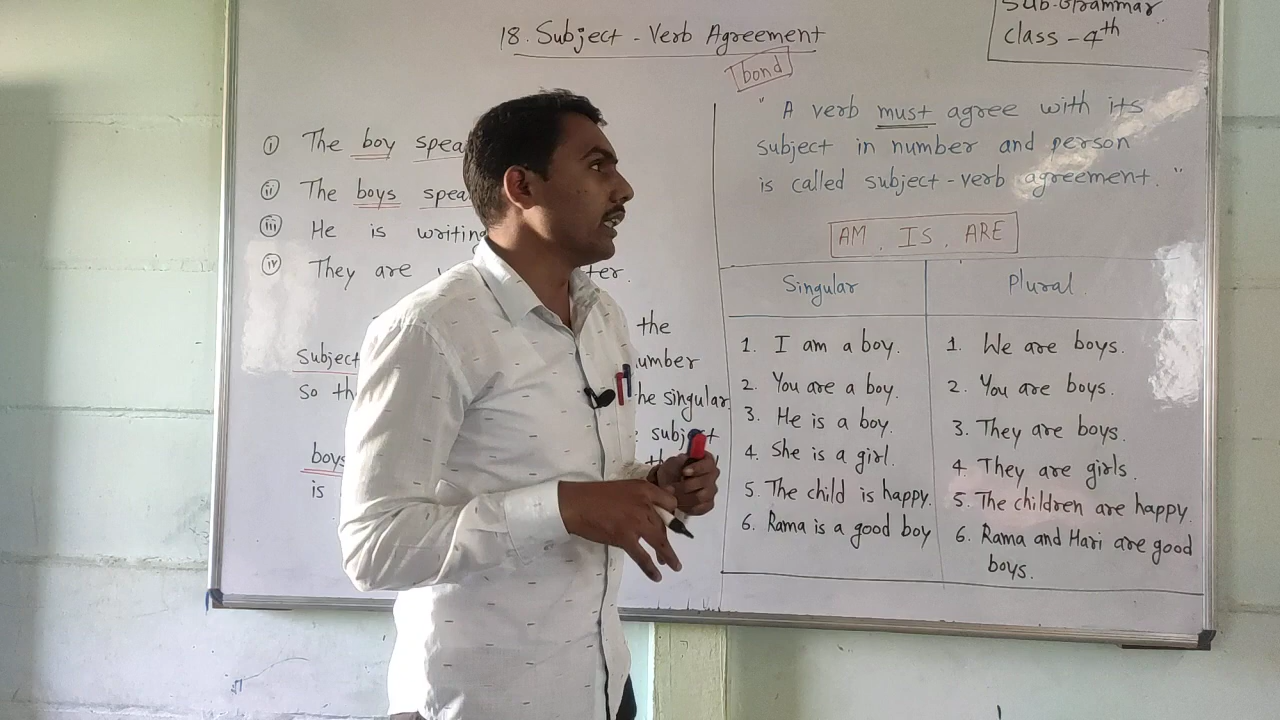 18. Subject - Verb Agreement
bond
Sub-Grammar
Class - 4th
i The boy
ii The boys
iii He is writing
iv They are
Subject the
umber
so he singular
subject
boys
is
" A verb must agree with its
subject in number and person
is called subject-verb agreement. "
AM . IS . ARE
Singular
1. I am a boy.
2. You are a boy.
3. He is a boy.
4. She is a girl.
5. The child is happy.
6. Rama is a good boy
Plural
1. We are boys.
2. You are boys.
3. They are boys.
4 They are girls.
5. The children are happy.
6. Rama and Hari are good
boys.